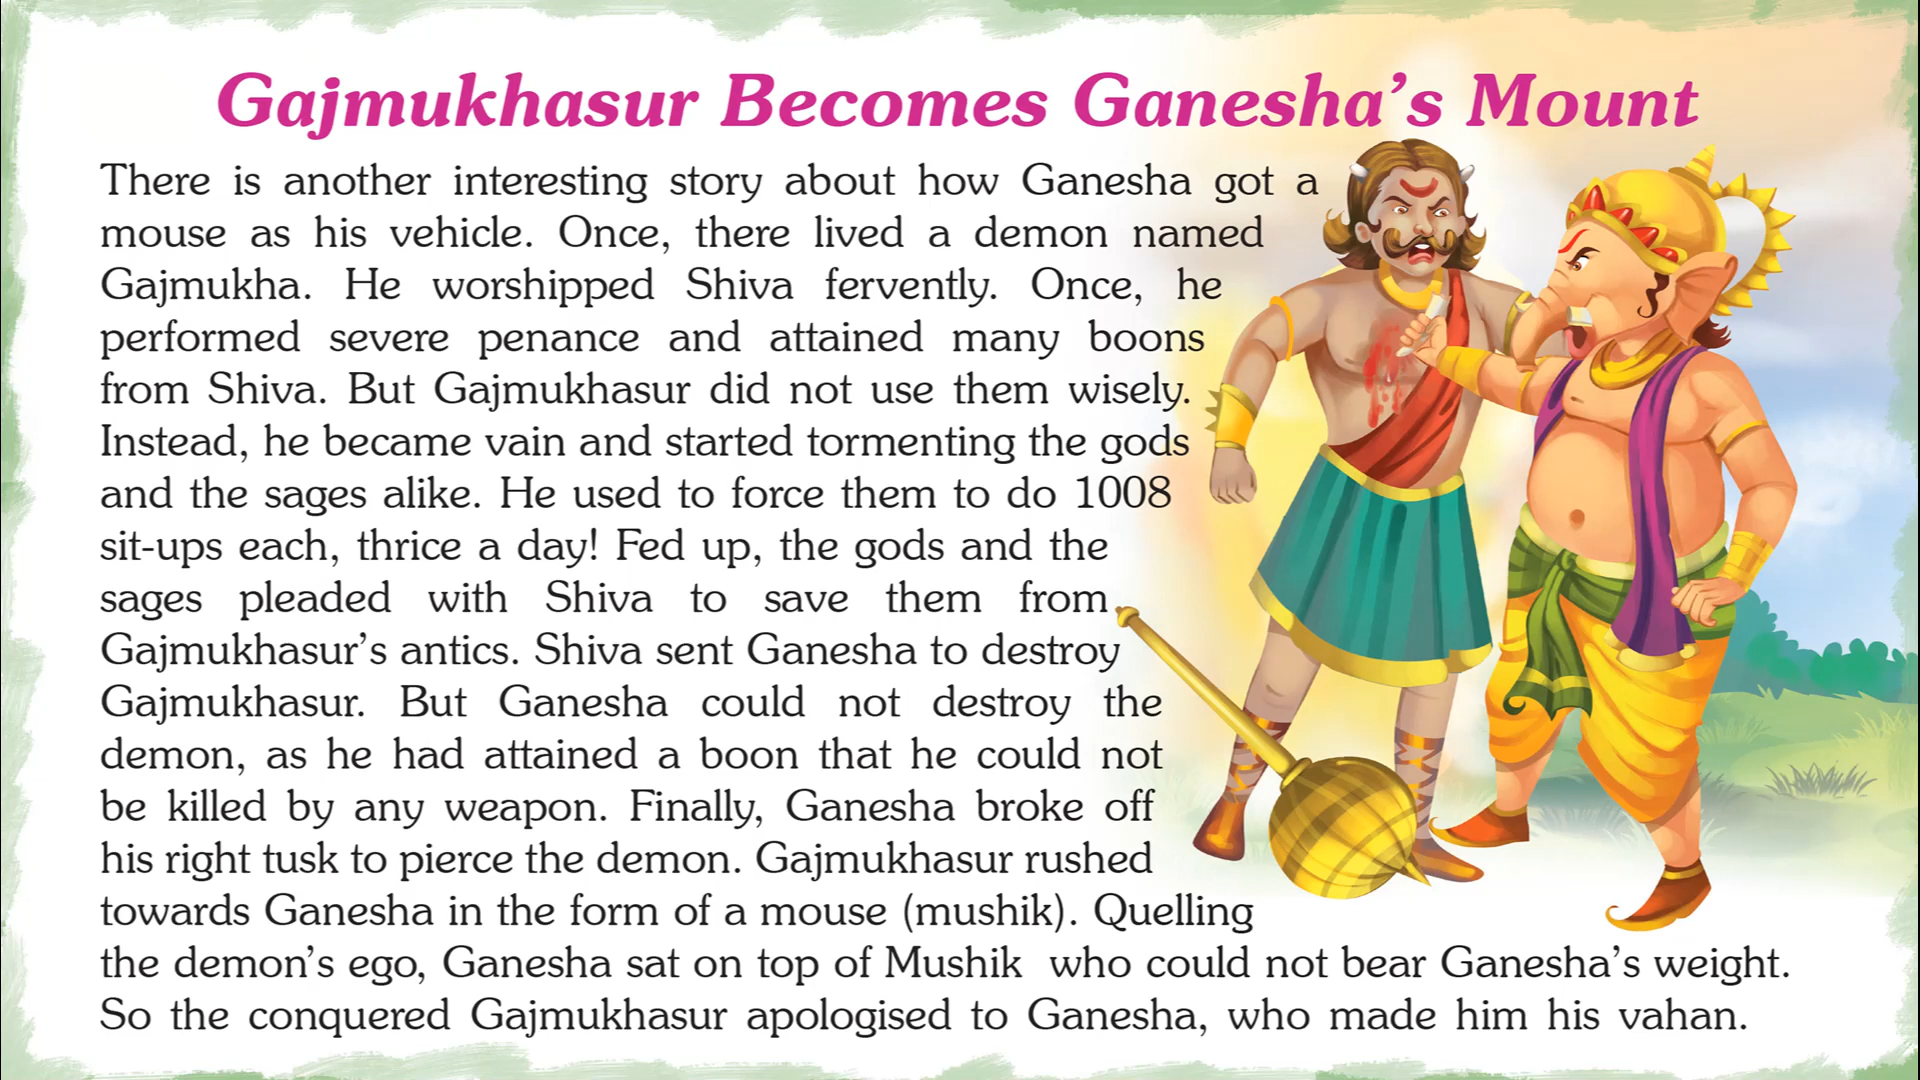 Gajmukhasur Becomes Ganesha’s Mount
There is another interesting story about how Ganesha got a
mouse as his vehicle. Once, there lived a demon named
Gajmukha. He worshipped Shiva fervently. Once, he
performed severe penance and attained many boons
from Shiva. But Gajmukhasur did not use them wisely.
Instead, he became vain and started tormenting the gods
and the sages alike. He used to force them to do 1008
sit-ups each, thrice a day! Fed up, the gods and the
sages pleaded with Shiva to save them from
Gajmukhasur’s antics. Shiva sent Ganesha to destroy
Gajmukhasur. But Ganesha could not destroy the
demon, as he had attained a boon that he could not
be killed by any weapon. Finally, Ganesha broke off
his right tusk to pierce the demon. Gajmukhasur rushed
towards Ganesha in the form of a mouse (mushik). Quelling
the demon’s ego, Ganesha sat on top of Mushik who could not bear Ganesha’s weight.
So the conquered Gajmukhasur apologised to Ganesha, who made him his vahan.